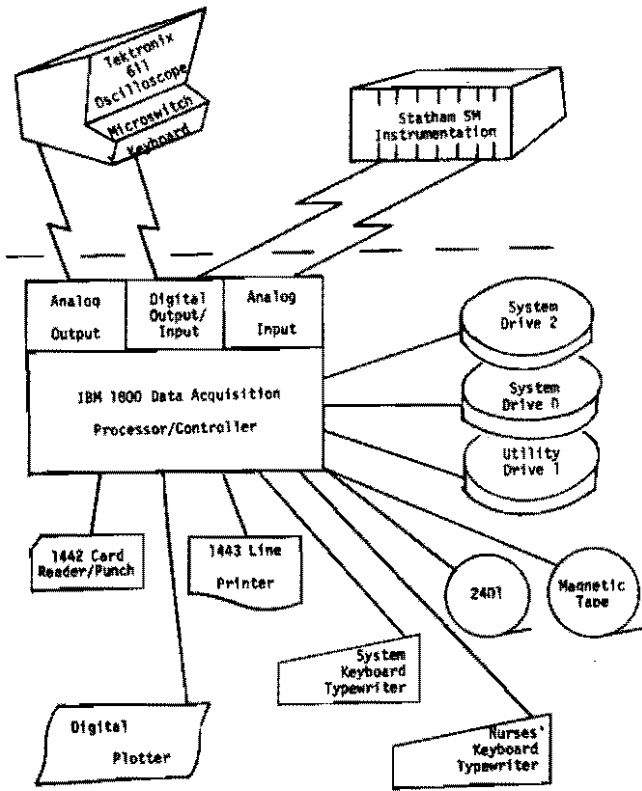 Tektronix
611
Oscilloscope
Microswitch
Keyboard
Statham SM
Instrumentation
Analog
Output
Digital
Output/
Input
Analog
Input
IBM 1800 Data Acquisition
Processor/Controller
System
Drive 2
System
Drive 0
Utility
Drive 1
1442 Card
Reader/Punch
1443 Line
Printer
2401
Magnetic
Tape
System
Keyboard
Typewriter
Digital
Plotter
Nurses'
Keyboard
Typewriter